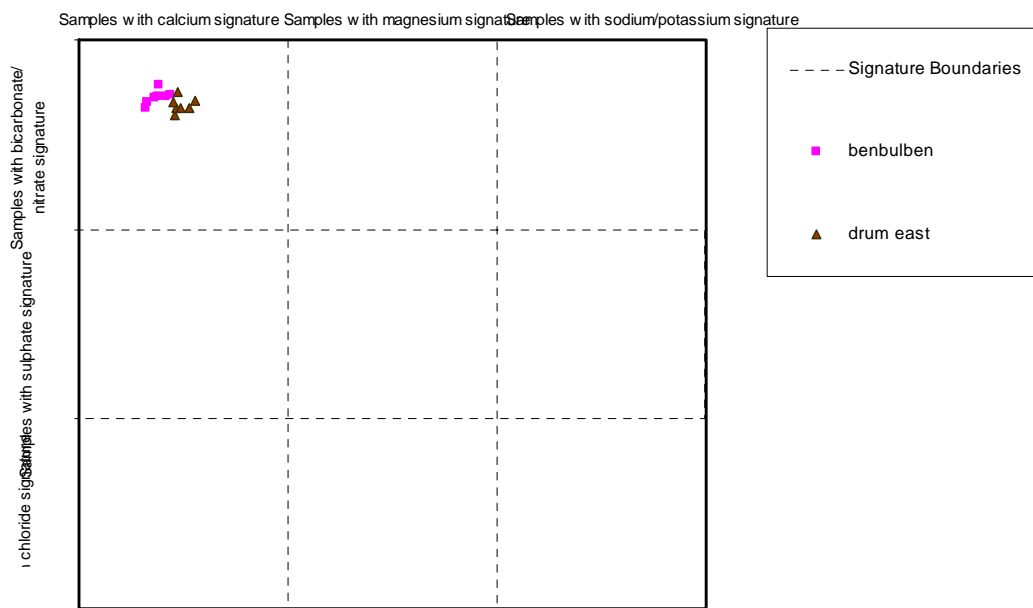 Samples with calcium signature
Samples with magnesium signature
Samples with sodium/potassium signature
Samples with bicarbonate/
nitrate signature
Samples with sulphate signature
chloride signature
Signature Boundaries
benbulben
drum east